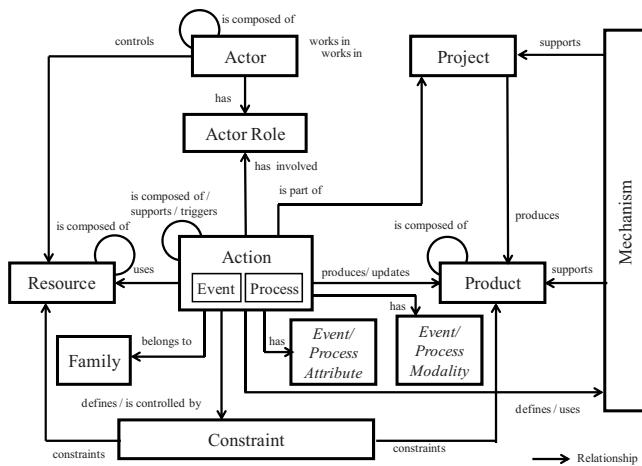 is composed of
controls
works in
works in
Actor
Project
supports
has
Actor Role
has involved
is part of
is composed of /
supports / triggers
is composed of
is composed of
produces
Mechanism
Action
Resource
uses
Event
Process
produces/ updates
Product
supports
has
belongs to
has
Family
Event/
Process
Attribute
Event/
Process
Modality
defines / is controlled by
defines / uses
Constraint
constraints
constraints
Relationship